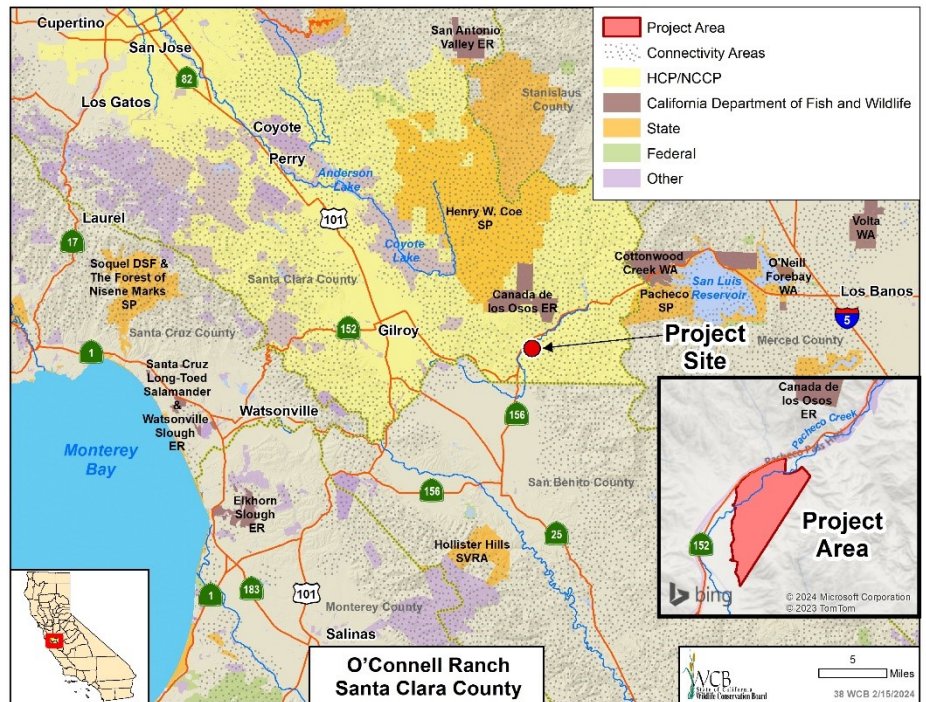 Cupertino
San Jose
82
Los Gatos
Coyote
Perry
Anderson
Lake
San Antonio
Valley ER
Stanislaus
County
Project Area
Connectivity Areas
HCP/NCCP
California Department of Fish and Wildlife
State
Federal
Other
Laurel
17
101
Coyote
Lake
Henry W. Coe
SP
Volta
WA
Soquel DSF &
The Forest of
Nisene Marks
SP
Santa Clara County
Cottonwood
Creek WA
O'Neill
Forebay
WA
San Luis
Reservoir
Los Banos
Canada de
los Osos ER
Pacheco
SP
5
Santa Cruz County
152
Gilroy
Project
Site
Merced County
1
Santa Cruz
Long-Toed
Salamander
&
Watsonville
Slough
ER
Watsonville
156
Monterey
Bay
Canada de
los Osos
ER
Pacheco Creek
Pacheco Pass Hwy
Project
Area
152
bing
© 2024 Microsoft Corporation
© 2023 TomTom
Elkhorn
Slough
ER
156
San Benito County
25
Hollister Hills
SVRA
1
183
101
Monterey County
Salinas
O'Connell Ranch
Santa Clara County
WCB
State of California
Wildlife Conservation Board
5
Miles
38 WCB 2/15/2024